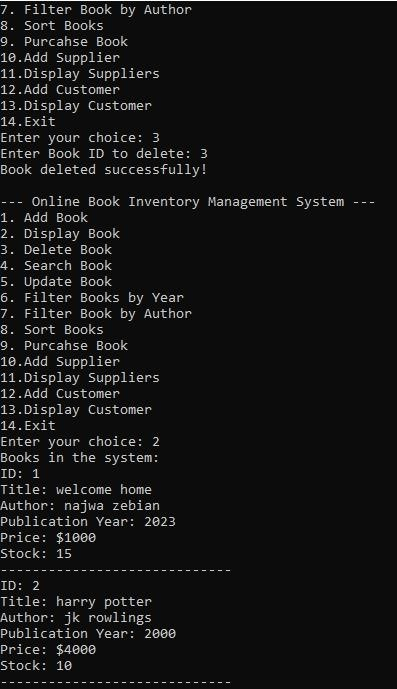 7. Filter Book by Author
8. Sort Books
9. Purcahse Book
10.Add Supplier
11.Display Suppliers
12.Add Customer
13.Display Customer
14.Exit
Enter your choice: 3
Enter Book ID to delete: 3
Book deleted successfully!

--- Online Book Inventory Management System ---
1. Add Book
2. Display Book
3. Delete Book
4. Search Book
5. Update Book
6. Filter Books by Year
7. Filter Book by Author
8. Sort Books
9. Purcahse Book
10.Add Supplier
11.Display Suppliers
12.Add Customer
13.Display Customer
14.Exit
Enter your choice: 2
Books in the system:
ID: 1
Title: welcome home
Author: najwa zebian
Publication Year: 2023
Price: $1000
Stock: 15
-----------------------------
ID: 2
Title: harry potter
Author: jk rowlings
Publication Year: 2000
Price: $4000
Stock: 10
-----------------------------